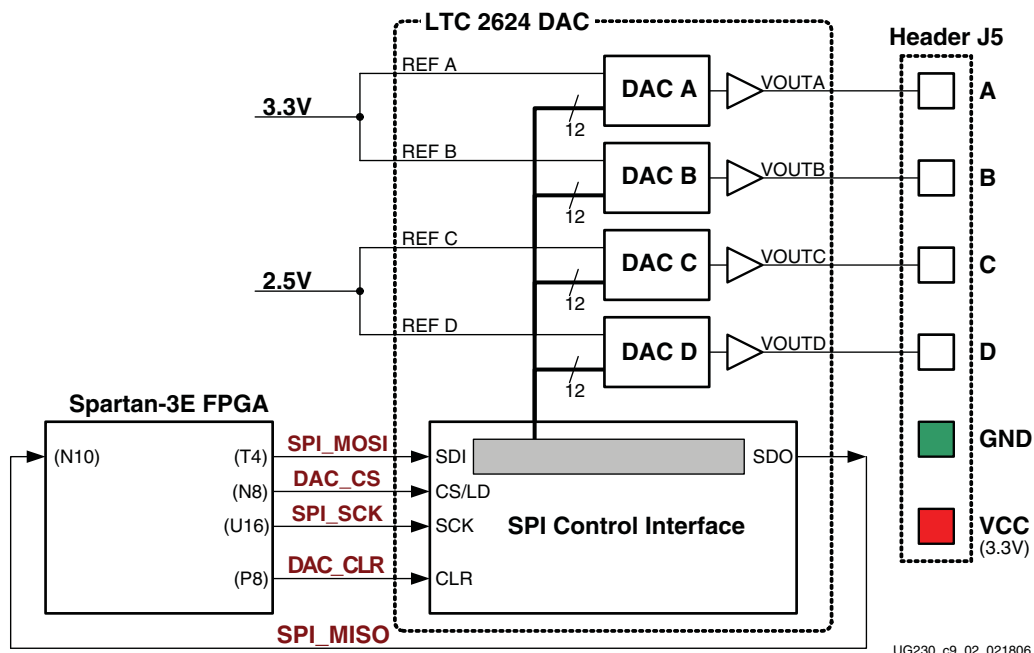 LTC 2624 DAC
Header J5
REF A
DAC A
VOUTA
A
3.3V
12
REF B
DAC B
VOUTB
B
12
REF C
DAC C
VOUTC
C
2.5V
12
REF D
DAC D
VOUTD
D
12
Spartan-3E FPGA
GND
(N10)
(T4)
SPI_MOSI
SDI
SDO
(N8)
DAC_CS
CS/LD
(U16)
SPI_SCK
SCK
SPI Control Interface
VCC
(3.3V)
(P8)
DAC_CLR
CLR
SPI_MISO
UG230_c9_02_021806